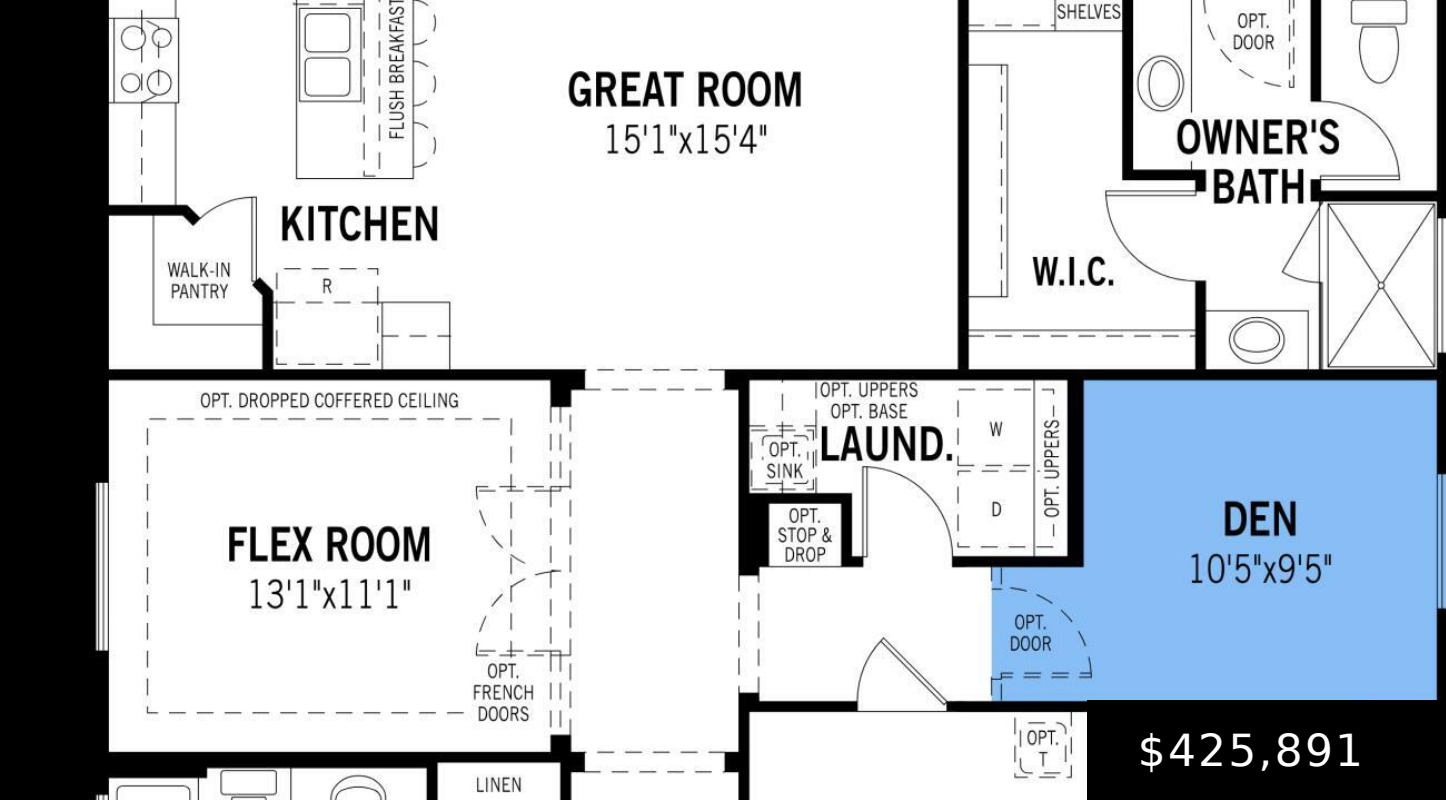 SHELVES
OPT.
DOOR
FLUSH BREAKFAST
GREAT ROOM
15'1"x15'4"
OWNER'S
BATH
KITCHEN
WALK-IN
PANTRY
R
W.I.C.
OPT. DROPPED COFFERED CEILING
OPT. UPPERS
OPT. BASE
LAUND.
W
OPT.
SINK
OPT. UPPERS
D
OPT.
STOP &
DROP
DEN
10'5"x9'5"
FLEX ROOM
13'1"x11'1"
OPT.
DOOR
OPT.
FRENCH
DOORS
OPT.
T
LINEN
$425,891